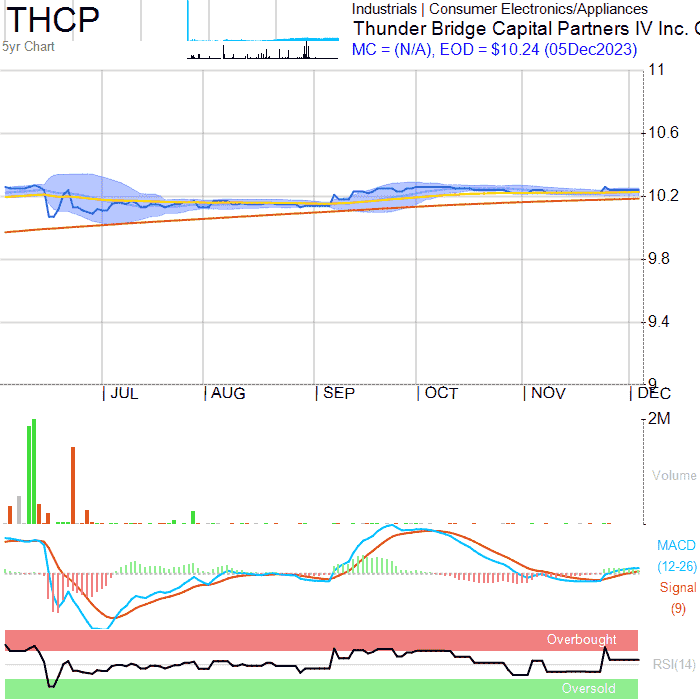 THCP
5yr Chart
Industrials | Consumer Electronics/Appliances
Thunder Bridge Capital Partners IV Inc. C
MC = (N/A), EOD = $10.24 (05Dec2023)
11
10.6
10.2
9.8
9.4
9
JUL AUG SEP OCT NOV DEC
2M
Volume
MACD
(12-26)
Signal
(9)
Overbought
RSI(14)
Oversold